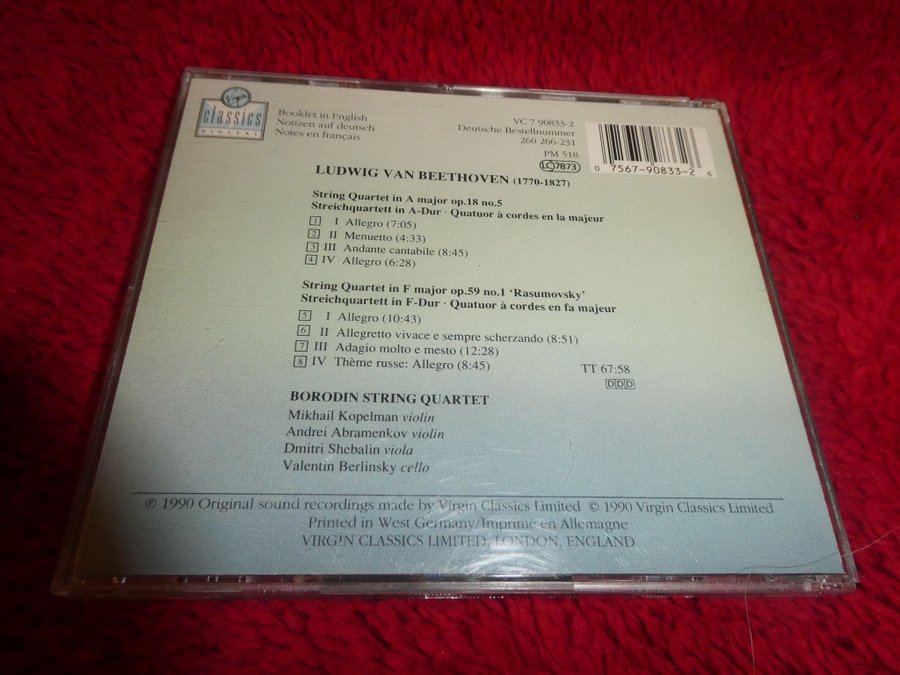 Virgin
classics
DIGITAL
Booklet in English
Notizen auf deutsch
Notes en français
VC 7 90833-2
Deutsche Bestellnummer
260 266-231
PM 518
LC 7873
0 7567-90833-2 6
LUDWIG VAN BEETHOVEN (1770-1827)
String Quartet in A major op.18 no.5
Streichquartett in A-Dur · Quatuor à cordes en la majeur
1 I Allegro (7:05)
2 II Menuetto (4:33)
3 III Andante cantabile (8:45)
4 IV Allegro (6:28)
String Quartet in F major op.59 no.1 ‘Rasumovsky’
Streichquartett in F-Dur · Quatuor à cordes en fa majeur
5 I Allegro (10:43)
6 II Allegretto vivace e sempre scherzando (8:51)
7 III Adagio molto e mesto (12:28)
8 IV Thème russe: Allegro (8:45)
TT 67:58
DDD
BORODIN STRING QUARTET
Mikhail Kopelman violin
Andrei Abramenkov violin
Dmitri Shebalin viola
Valentin Berlinsky cello
℗ 1990 Original sound recordings made by Virgin Classics Limited © 1990 Virgin Classics Limited
Printed in West Germany/Imprimé en Allemagne
VIRGIN CLASSICS LIMITED, LONDON, ENGLAND